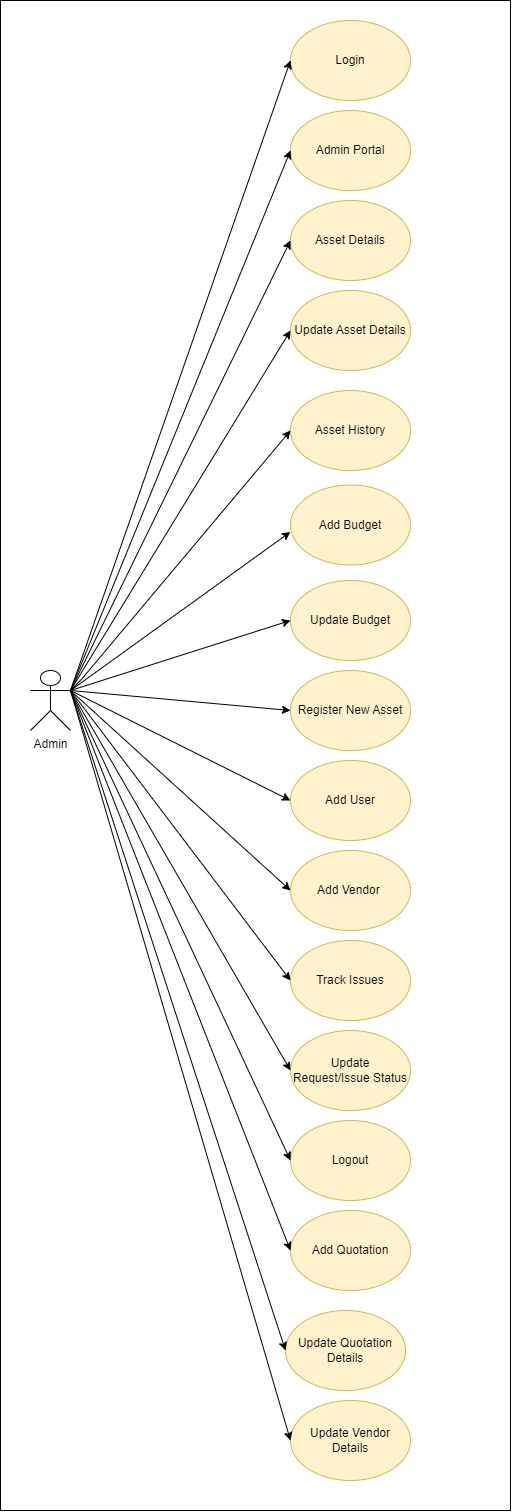 Login
Admin Portal
Asset Details
Update Asset Details
Asset History
Add Budget
Update Budget
Register New Asset
Admin
Add User
Add Vendor
Track Issues
Update
Request/Issue Status
Logout
Add Quotation
Update Quotation
Details
Update Vendor
Details